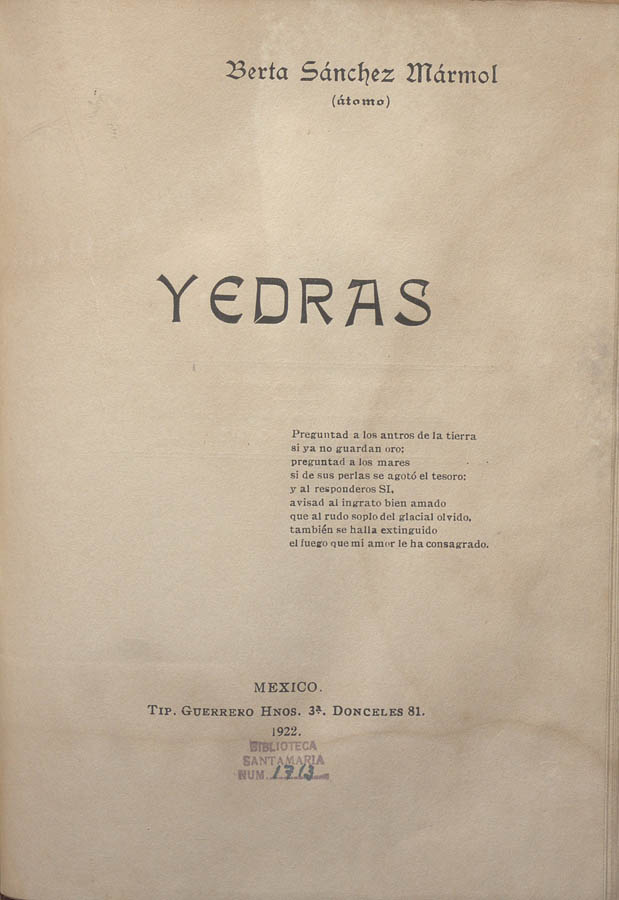 Berta Sánchez Mármol
(átomo)
YEDRAS
Preguntad a los antros de la tierra
si ya no guardan oro;
preguntad a los mares
si de sus perlas se agotó el tesoro;
y al responderos SI,
avisad al ingrato bien amado
que al rudo soplo del glacial olvido,
también se halla extinguido
el fuego que mi amor le ha consagrado.
MEXICO.
TIP. GUERRERO HNOS. 3ª. DONCELES 81.
1922.
BIBLIOTECA
SANTAMARIA
NUM. 1713